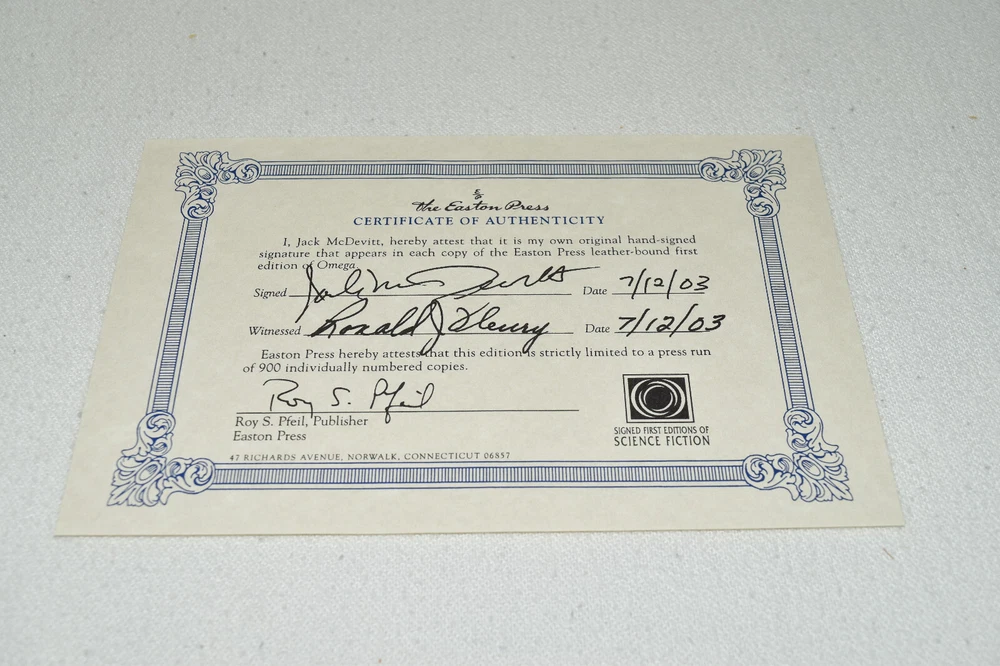 The Easton Press
CERTIFICATE OF AUTHENTICITY
I, Jack McDevitt, hereby attest that it is my own original hand-signed
signature that appears in each copy of the Easton Press leather-bound first
edition of Omega.
Signed Jack McDevitt Date 7/12/03
Witnessed Ronald J Date 7/12/03
Easton Press hereby attests that this edition is strictly limited to a press run
of 900 individually numbered copies.
Roy S. Pfeil
Roy S. Pfeil, Publisher
Easton Press
SIGNED FIRST EDITIONS OF
SCIENCE FICTION
47 RICHARDS AVENUE, NORWALK, CONNECTICUT 06857